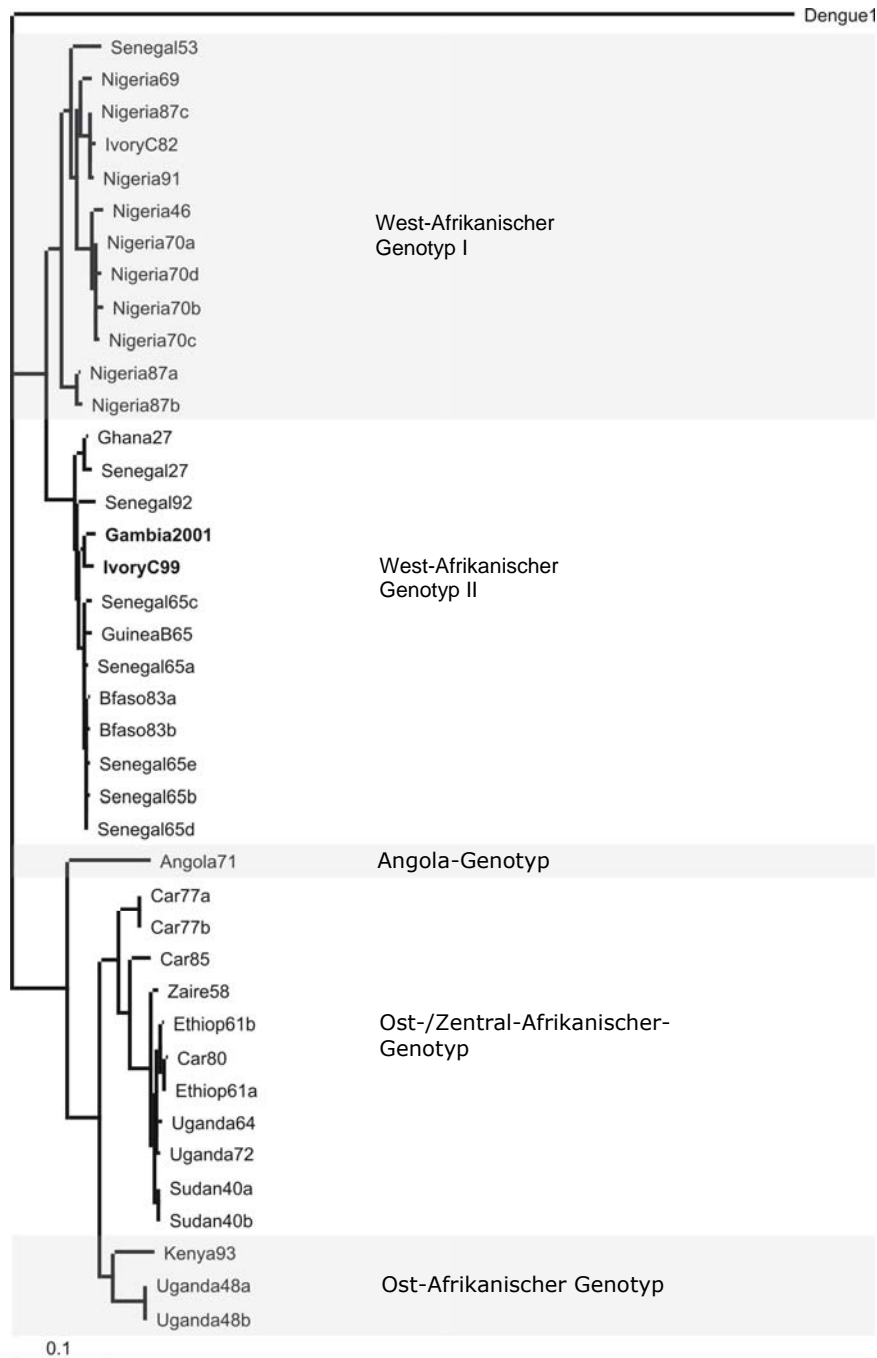 Dengue1
Senegal53
Nigeria69
Nigeria87c
IvoryC82
Nigeria91
Nigeria46
Nigeria70a
Nigeria70d
Nigeria70b
Nigeria70c
Nigeria87a
Nigeria87b
West-Afrikanischer
Genotyp I
Ghana27
Senegal27
Senegal92
Gambia2001
IvoryC99
Senegal65c
GuineaB65
Senegal65a
Bfaso83a
Bfaso83b
Senegal65e
Senegal65b
Senegal65d
West-Afrikanischer
Genotyp II
Angola71
Angola-Genotyp
Car77a
Car77b
Car85
Zaire58
Ethiop61b
Car80
Ethiop61a
Uganda64
Uganda72
Sudan40a
Sudan40b
Ost-/Zentral-Afrikanischer-
Genotyp
Kenya93
Uganda48a
Uganda48b
Ost-Afrikanischer Genotyp
0.1